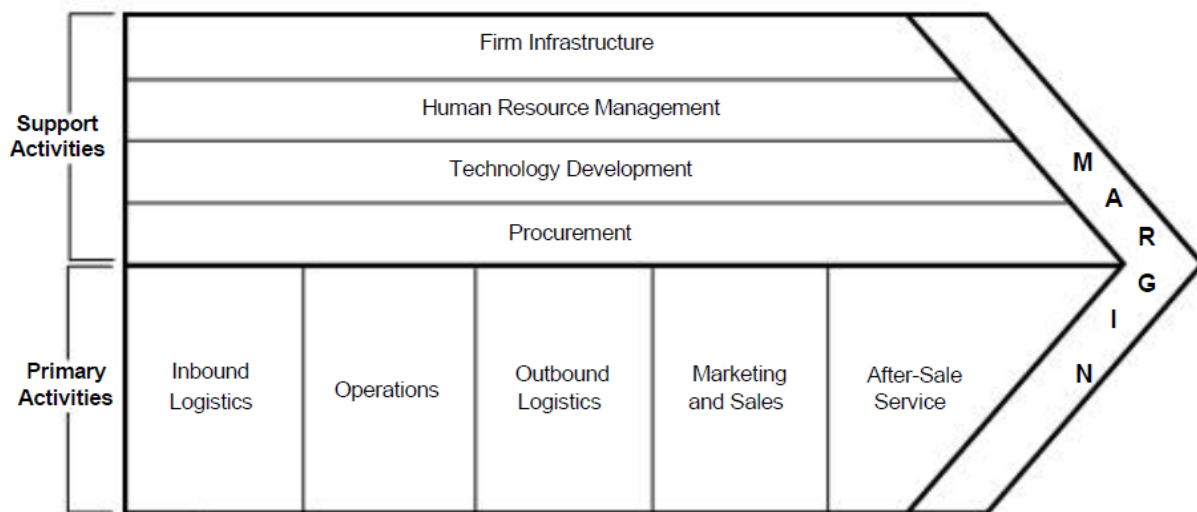 Firm Infrastructure
Human Resource Management
Support
Activities
Technology Development
Procurement
Primary
Activities
Inbound
Logistics
Operations
Outbound
Logistics
Marketing
and Sales
After-Sale
Service
M
A
R
G
I
N